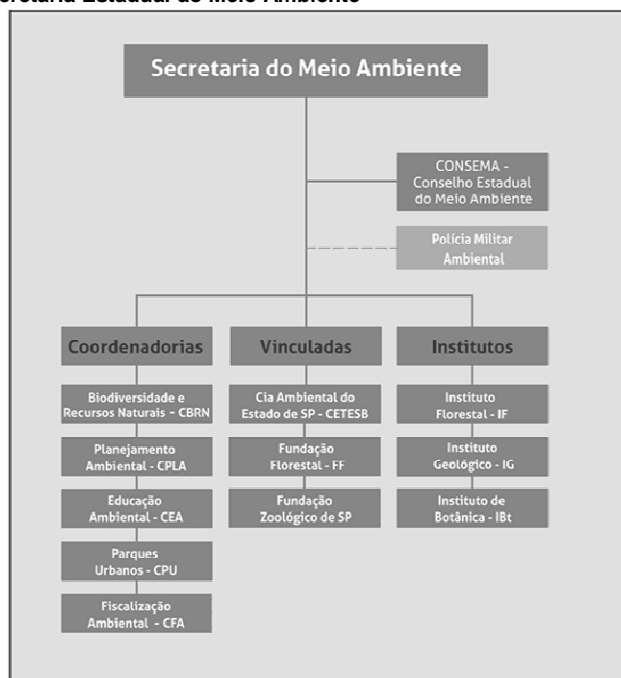 cretaria Estadual do Meio Ambiente
Secretaria do Meio Ambiente
CONSEMA -
Conselho Estadual
do Meio Ambiente
Polícia Militar
Ambiental
Coordenadorias
Biodiversidade e
Recursos Naturais - CBRN
Planejamento
Ambiental - CPLA
Educação
Ambiental - CEA
Parques
Urbanos - CPU
Fiscalização
Ambiental - CFA
Vinculadas
Cia Ambiental do
Estado de SP - CETESB
Fundação
Florestal - FF
Fundação
Zoológico de SP
Institutos
Instituto
Florestal - IF
Instituto
Geológico - IG
Instituto de
Botânica - IBt